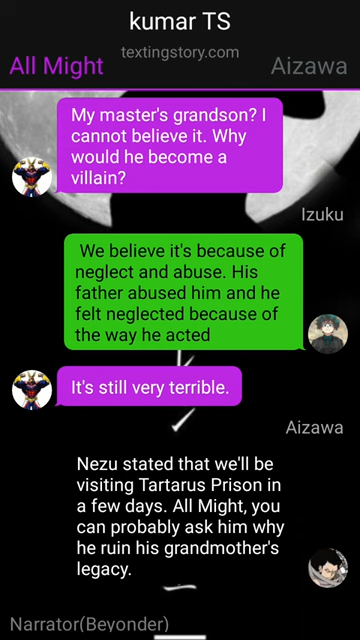 kumar TS
textingstory.com
All Might
Aizawa
My master's grandson? I
cannot believe it. Why
would he become a
villain?
Izuku
We believe it's because of
neglect and abuse. His
father abused him and he
felt neglected because of
the way he acted
It's still very terrible.
Aizawa
Nezu stated that we'll be
visiting Tartarus Prison in
a few days. All Might, you
can probably ask him why
he ruin his grandmother's
legacy.
Narrator(Beyonder)